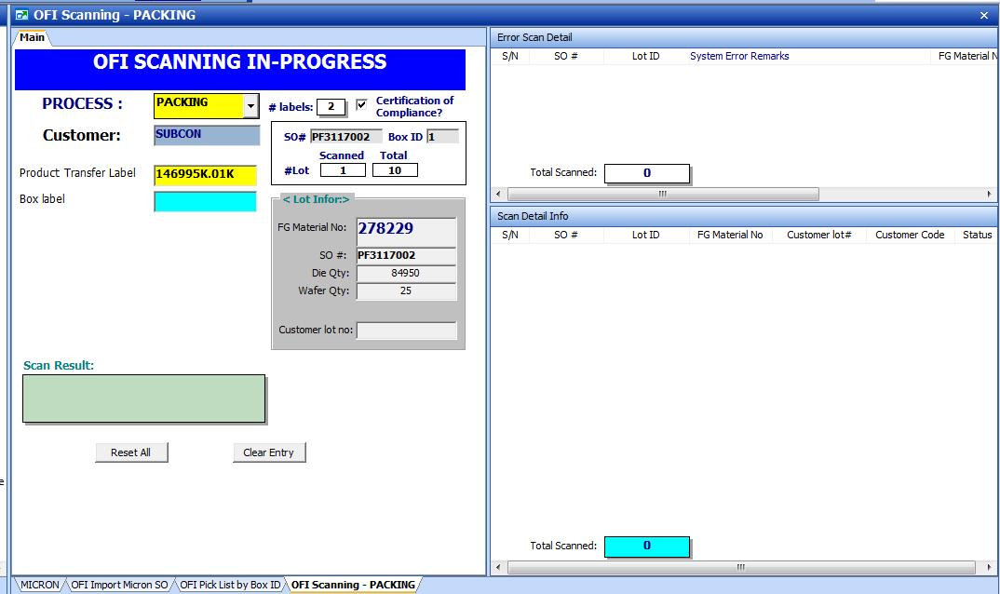 OFI Scanning - PACKING
Main
OFI SCANNING IN-PROGRESS
PROCESS :
PACKING
# labels:
2
Certification of
Compliance?
Customer:
SUBCON
SO#
PF3117002
Box ID
1
Scanned
Total
#Lot
1
10
Product Transfer Label
146995K.01K
Box label
< Lot Infor:>
FG Material No:
278229
SO #:
PF3117002
Die Qty:
84950
Wafer Qty:
25
Customer lot no:
Scan Result:
Reset All
Clear Entry
Error Scan Detail
S/N
SO #
Lot ID
System Error Remarks
FG Material N
Total Scanned:
0
Scan Detail Info
S/N
SO #
Lot ID
FG Material No
Customer lot#
Customer Code
Status
Total Scanned:
0
MICRON
OFI Import Micron SO
OFI Pick List by Box ID
OFI Scanning - PACKING